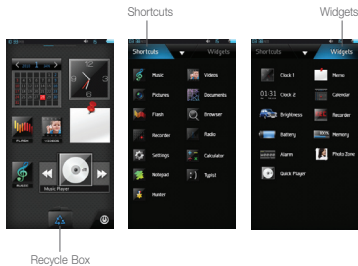 Shortcuts
Widgets
Shortcuts
Widgets
Music
Videos
Pictures
Documents
Flash
Browser
Recorder
Radio
Settings
Calculator
Notepad
Typist
Hunter
Shortcuts
Widgets
Clock 1
Memo
01:31
Clock 2
Calendar
Brightness
Recorder
Battery
Memory
Alarm
Photo Zone
Quick Player
Music Player
Recycle Box